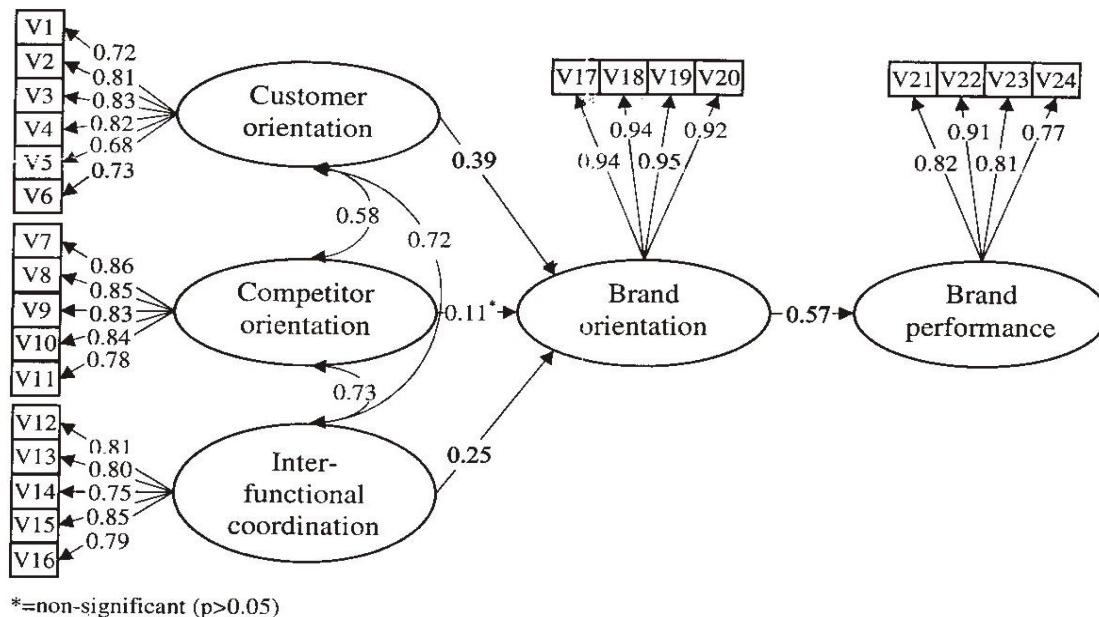 V1
V2
V3
V4
V5
V6
0.72
0.81
0.83
0.82
0.68
0.73
Customer
orientation
V7
V8
V9
V10
V11
0.86
0.85
0.83
0.84
0.78
Competitor
orientation
V12
V13
V14
V15
V16
0.81
0.80
0.75
0.85
0.79
Inter-
functional
coordination
0.58
0.72
0.73
0.39
0.11*
0.25
V17 V18 V19 V20
0.94 0.94 0.95 0.92
Brand
orientation
0.57
V21 V22 V23 V24
0.82 0.91 0.81 0.77
Brand
performance
*=non-significant (p>0.05)